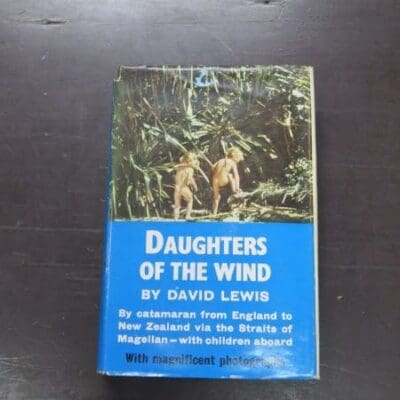 DAUGHTERS
OF THE WIND
BY DAVID LEWIS
By catamaran from England to
New Zealand via the Straits of
Magellan – with children aboard
With magnificent photographs